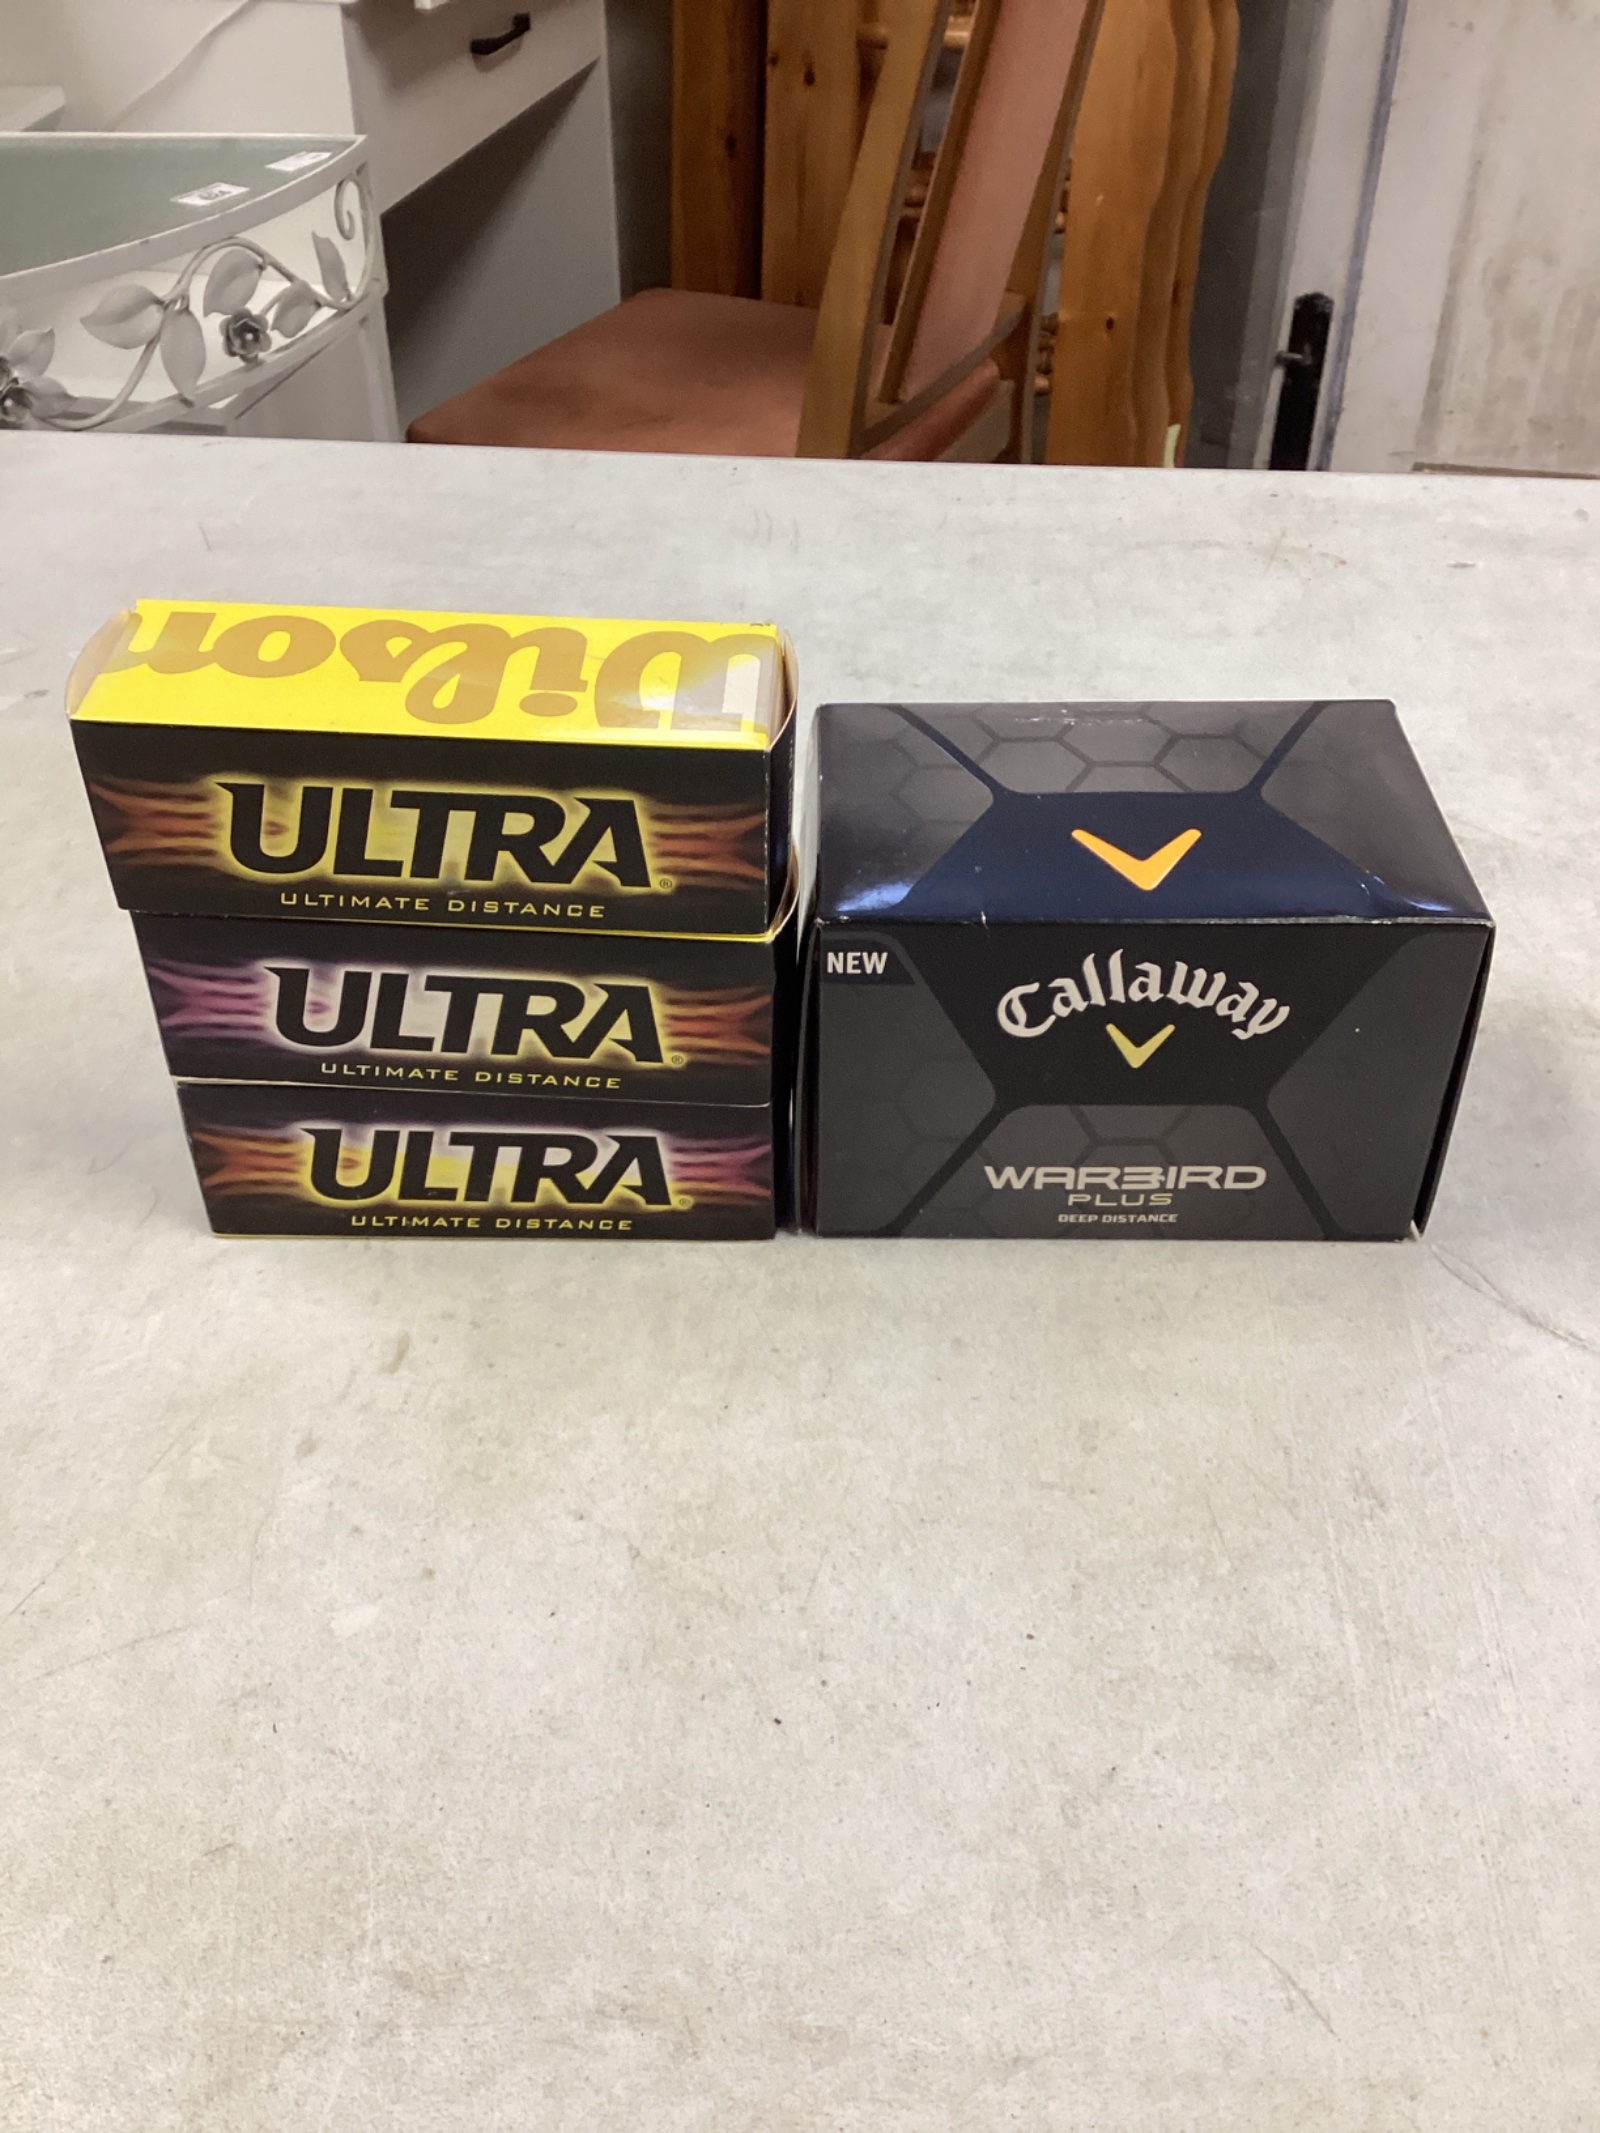 Wilson
ULTRA®
ULTIMATE DISTANCE
ULTRA®
ULTIMATE DISTANCE
ULTRA®
ULTIMATE DISTANCE
NEW
Callaway
WARBIRD
PLUS
DEEP DISTANCE